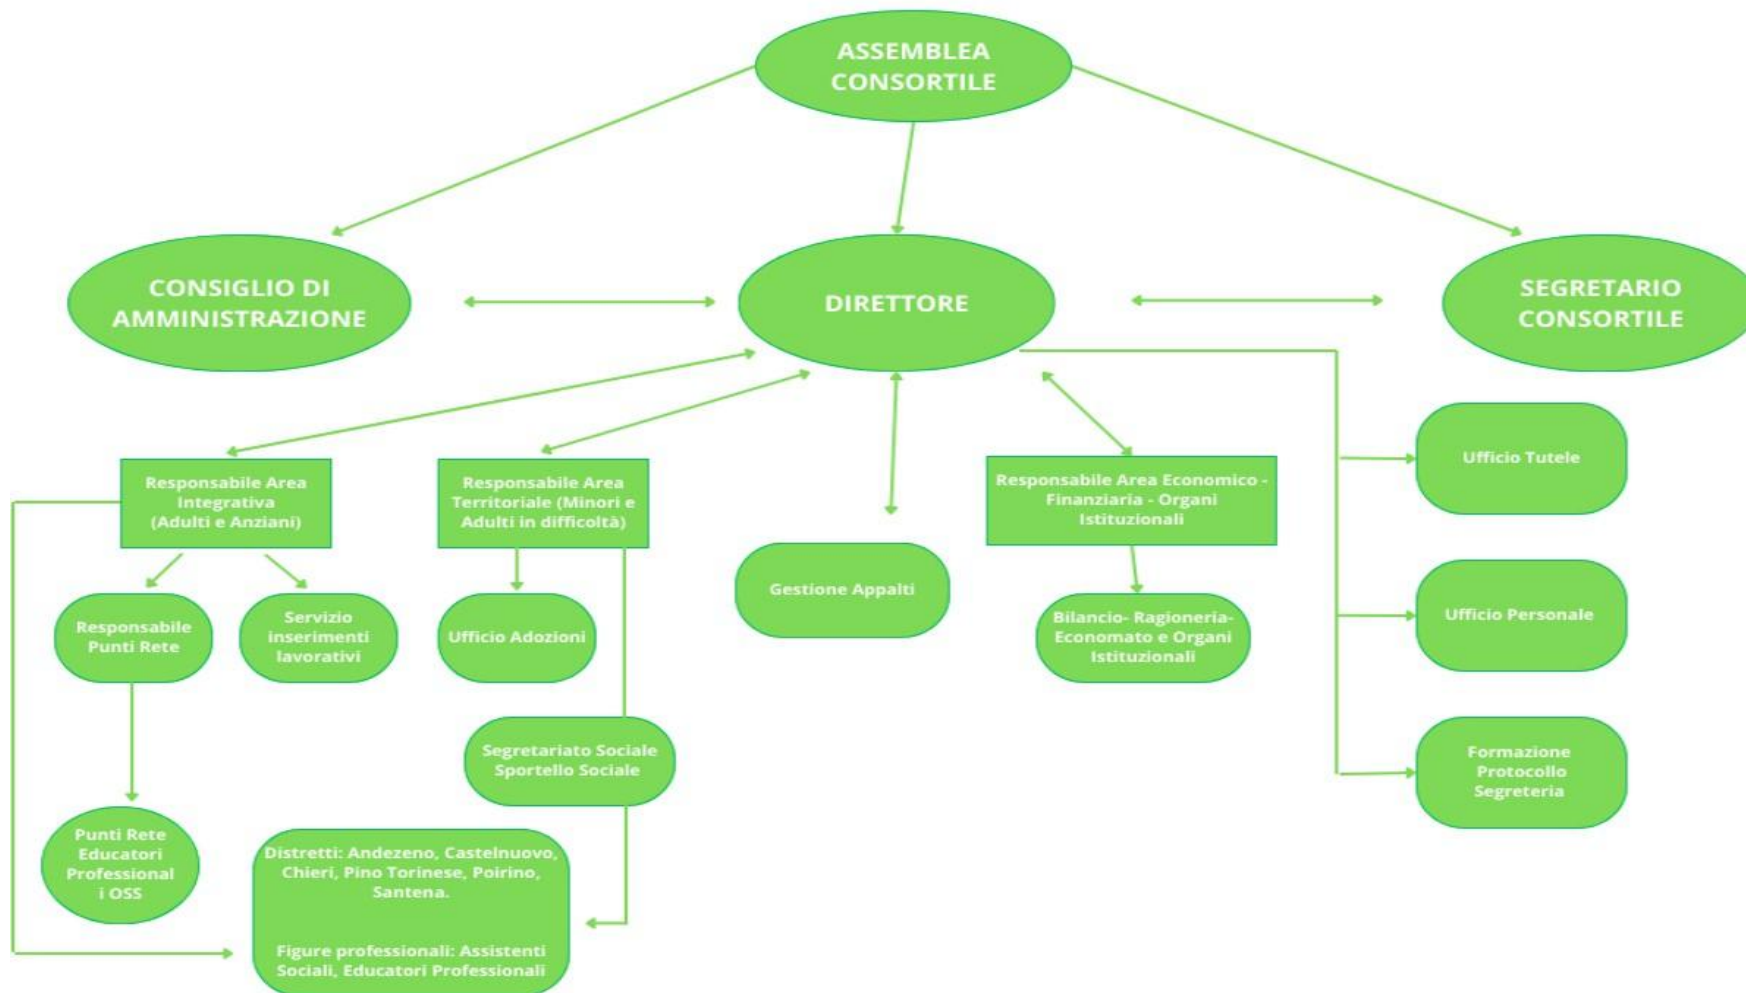 ASSEMBLEA
CONSORTILE
CONSIGLIO DI
AMMINISTRAZIONE
DIRETTORE
SEGRETARIO
CONSORTILE
Responsabile Area
Integrativa
(Adulti e Anziani)
Responsabile Area
Territoriale (Minori e
Adulti in difficoltà)
Gestione Appalti
Responsabile Area Economico -
Finanziaria - Organi
Istituzionali
Ufficio Tutele
Responsabile
Punti Rete
Servizio
inserimenti
lavorativi
Ufficio Adozioni
Bilancio- Ragioneria-
Economato e Organi
Istituzionali
Ufficio Personale
Segretariato Sociale
Sportello Sociale
Formazione
Protocollo
Segreteria
Punti Rete
Educatori
Professional
i OSS
Distretti: Andezeno, Castelnuovo,
Chieri, Pino Torinese, Poirino,
Santena.
Figure professionali: Assistenti
Sociali, Educatori Professionali